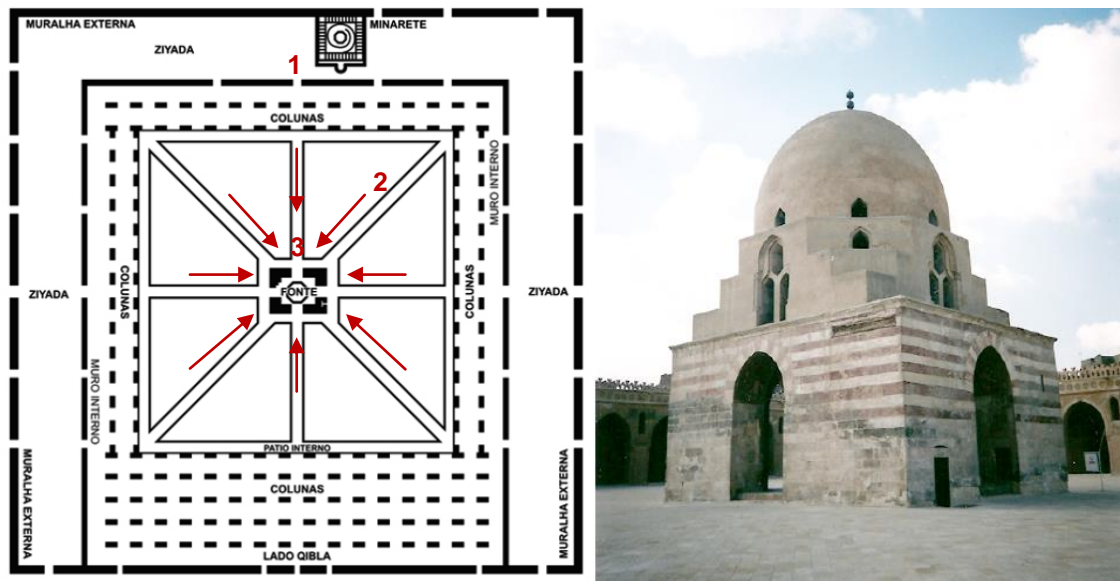 MURALHA EXTERNA
MINARETE
ZIYADA
1
COLUNAS
MURO INTERNO
2
3
FONTE
COLUNAS
COLUNAS
ZIYADA
ZIYADA
MURO INTERNO
PATIO INTERNO
COLUNAS
MURALHA EXTERNA
MURALHA EXTERNA
LADO QIBLA